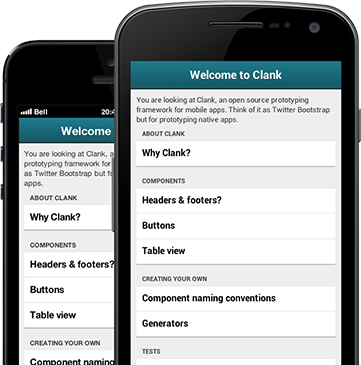 Bell 20:4
Welcome
You are looking at Clank, a
prototyping framework for
as Twitter Bootstrap but for
apps.
ABOUT CLANK
Why Clank?
COMPONENTS
Headers & footers?
Buttons
Table view
CREATING YOUR OWN
Component naming
Welcome to Clank
You are looking at Clank, an open source prototyping
framework for mobile apps. Think of it as Twitter Bootstrap
but for prototyping native apps.
ABOUT CLANK
Why Clank?
COMPONENTS
Headers & footers?
Buttons
Table view
CREATING YOUR OWN
Component naming conventions
Generators
TESTS